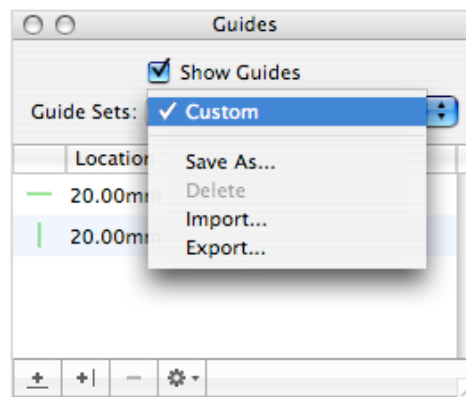 Guides
Show Guides
Guide Sets: Custom
Location
Save As...
20.00mm
Delete
Import...
20.00mm
Export...